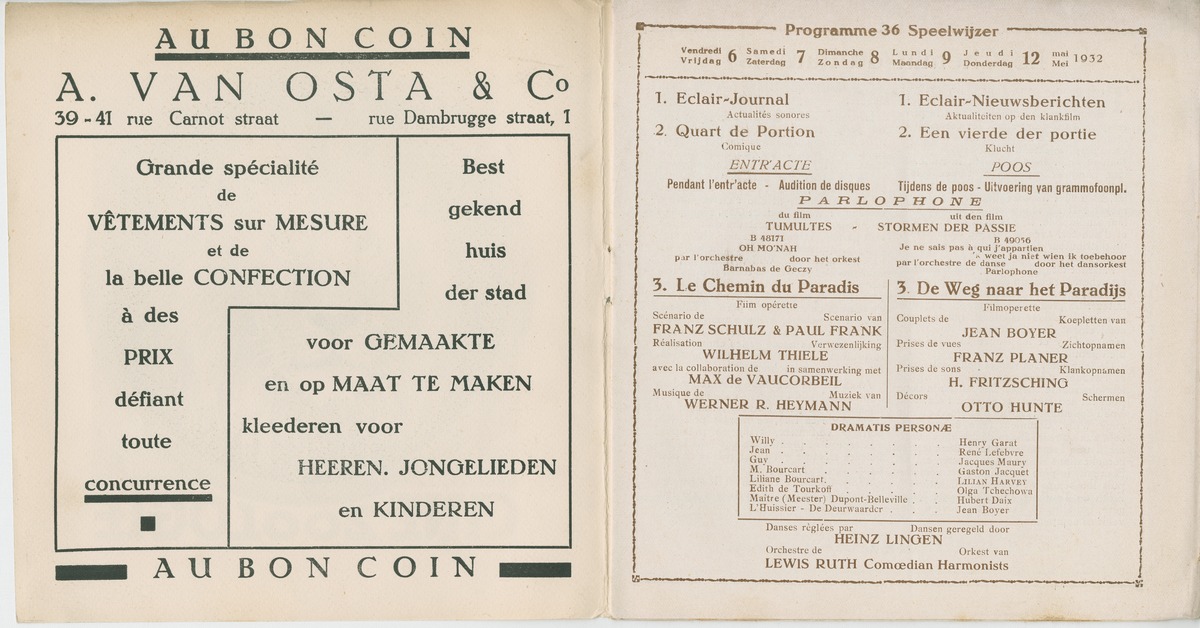 AU BON COIN
A. VAN OSTA & Co
39-41 rue Carnot straat — rue Dambrugge straat, 1
Grande spécialité
de
VÊTEMENTS sur MESURE
et de
la belle CONFECTION
à des
PRIX
défiant
toute
concurrence
Best
gekend
huis
der stad
voor GEMAAKTE
en op MAAT TE MAKEN
kleederen voor
HEEREN. JONGELIEDEN
en KINDEREN
AU BON COIN
Programme 36 Speelwijzer
Vendredi Vrijdag 6 Samedi Zaterdag 7 Dimanche Zondag 8 Lundi Maandag 9 Jeudi Donderdag 12 mai Mei 1932
1. Eclair-Journal
Actualités sonores
2. Quart de Portion
Comique
ENTR'ACTE
1. Eclair-Nieuwsberichten
Aktualiteiten op den klankfilm
2. Een vierde der portie
Klucht
POOS
Pendant l'entr'acte - Audition de disques Tijdens de poos - Uitvoering van grammofoonpl.
PARLOPHONE
du film uit den film
TUMULTES - STORMEN DER PASSIE
B 48171
OH MO'NAH
par l'orchestre door het orkest
Barnabas de Geczy
B 49056
Je ne sais pas à qui j'appartien
weet ja niet wien ik toebehoor
par l'orchestre de danse door het dansorkest
Parlophone
3. Le Chemin du Paradis
Film opérette
Scénario de Scenario van
FRANZ SCHULZ & PAUL FRANK
Réalisation Verwezenlijking
WILHELM THIELE
avec la collaboration de in samenwerking met
MAX de VAUCORBEIL
Musique de Muziek van
WERNER R. HEYMANN
3. De Weg naar het Paradijs
Filmoperette
Couplets de Koepletten van
JEAN BOYER
Prises de vues Zichtopnamen
FRANZ PLANER
Prises de sons Klankopnamen
H. FRITZSCHING
Décors Schermen
OTTO HUNTE
DRAMATIS PERSONÆ
Willy . . . . . . . Henry Garat
Jean . . . . . . . René Lefebvre
Guy . . . . . . . Jacques Maury
M. Bourcart . . . . . . Gaston Jacquet
Liliane Bourcart. . . . . . LILIAN HARVEY
Edith de Tourkoff . . . . . Olga Tchechowa
Maitre (Meester) Dupont-Belleville . . Hubert Daix
L'Huissier - De Deurwaarder . . . Jean Boyer
Danses règlées par Dansen geregeld door
HEINZ LINGEN
Orchestre de Orkest van
LEWIS RUTH Comœdian Harmonists